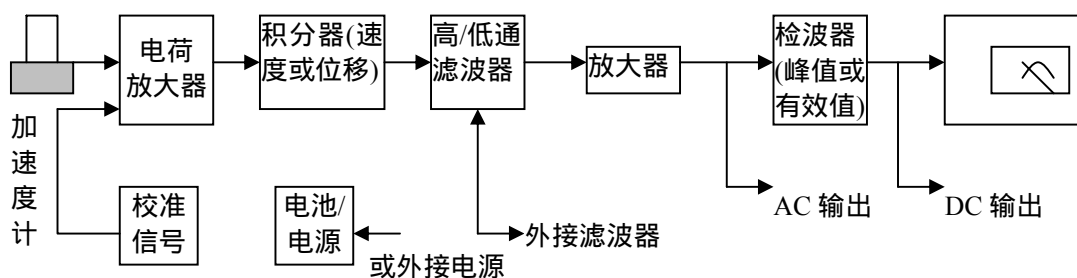 电荷
放大器
积分器(速
度或位移)
高/低通
滤波器
放大器
检波器
(峰值或
有效值)
加
速
度
计
校准
信号
电池/
电源
或外接电源
外接滤波器
AC 输出
DC 输出